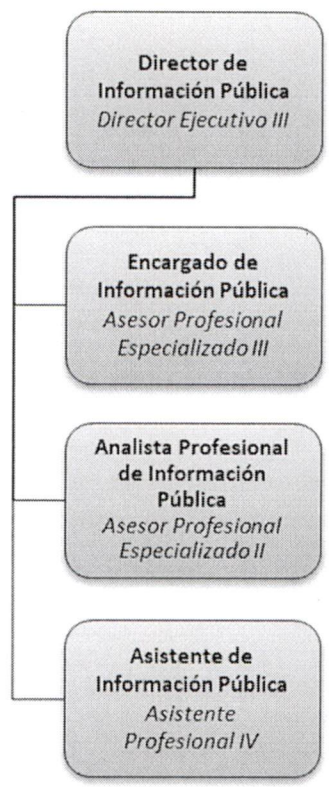 Director de
Información Pública
Director Ejecutivo III
Encargado de
Información Pública
Asesor Profesional
Especializado III
Analista Profesional
de Información
Pública
Asesor Profesional
Especializado II
Asistente de
Información Pública
Asistente
Profesional IV